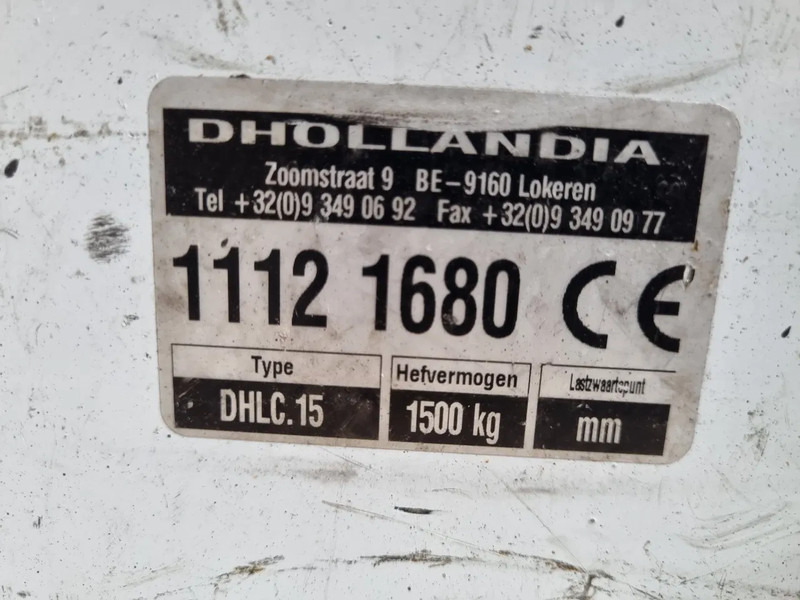 DHOLLANDIA
Zoomstraat 9 BE-9160 Lokeren
Tel +32(0)9 349 06 92 Fax +32(0)9 349 09 77
1112 1680 CE
Type Hefvermogen Lastzwaartepunt
DHLC.15 1500 kg mm